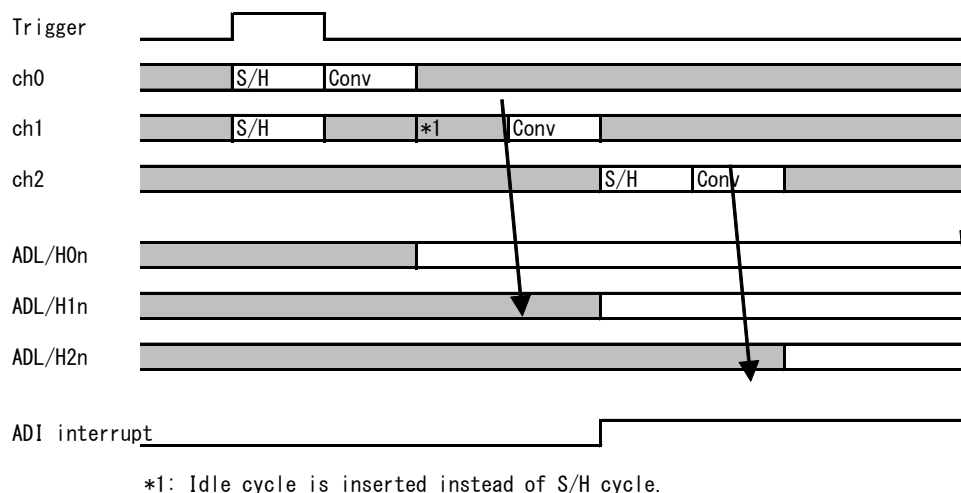 Trigger
ch0 S/H Conv
ch1 S/H *1 Conv
ch2 S/H Conv
ADL/H0n
ADL/H1n
ADL/H2n
ADI interrupt
*1: Idle cycle is inserted instead of S/H cycle.